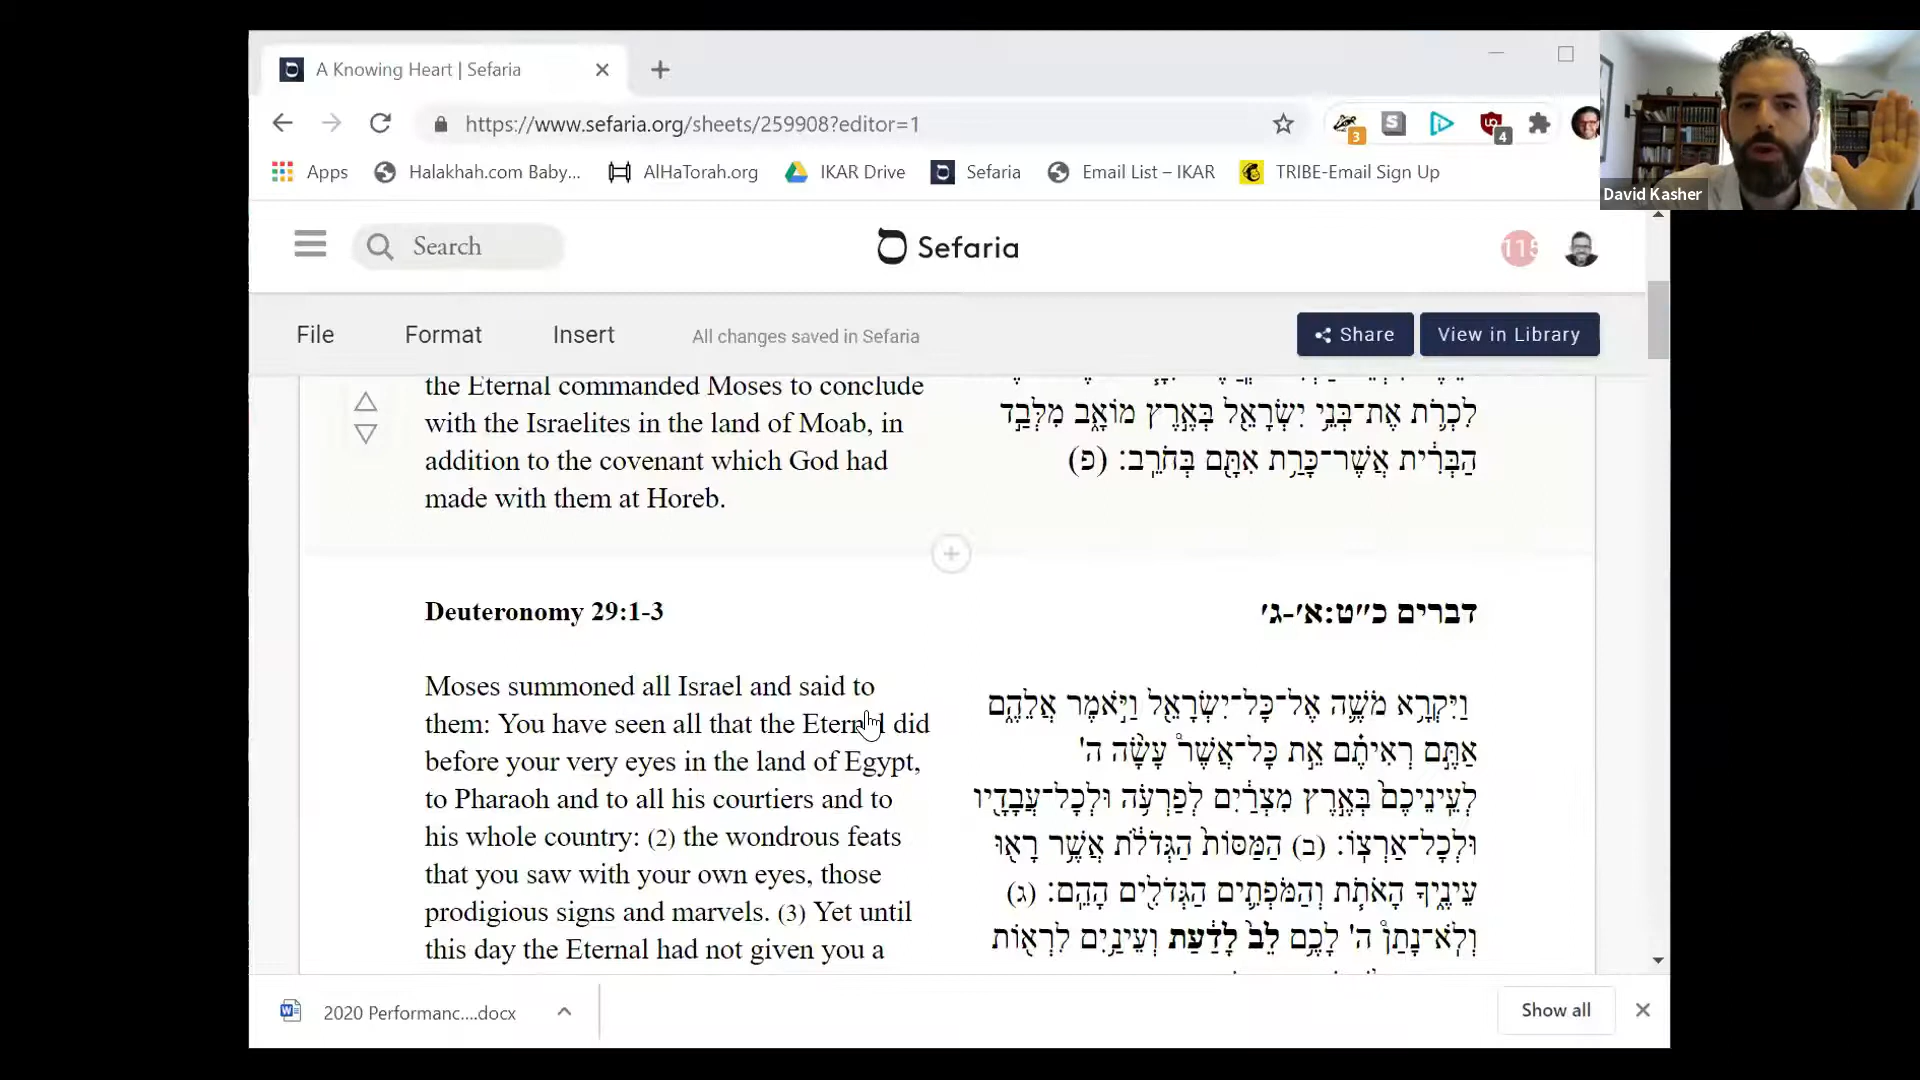 A Knowing Heart | Sefaria
https://www.sefaria.org/sheets/259908?editor=1
3
4
Apps
Halakhah.com Baby...
AlHaTorah.org
IKAR Drive
Sefaria
Email List – IKAR
TRIBE-Email Sign Up
David Kasher
Search
Sefaria
115
File
Format
Insert
All changes saved in Sefaria
Share
View in Library
the Eternal commanded Moses to conclude
with the Israelites in the land of Moab, in
addition to the covenant which God had
made with them at Horeb.
לִכְרֹ֛ת אֶת־בְּנֵ֥י יִשְׂרָאֵ֖ל בְּאֶ֣רֶץ מוֹאָ֑ב מִלְּבַ֣ד
הַבְּרִ֔ית אֲשֶׁר־כָּרַ֥ת אִתָּ֖ם בְּחֹרֵֽב׃ (פ)
Deuteronomy 29:1-3
דברים כ״ט:א׳-ג׳
Moses summoned all Israel and said to
them: You have seen all that the Eternal did
before your very eyes in the land of Egypt,
to Pharaoh and to all his courtiers and to
his whole country: (2) the wondrous feats
that you saw with your own eyes, those
prodigious signs and marvels. (3) Yet until
this day the Eternal had not given you a
וַיִּקְרָ֥א מֹשֶׁ֛ה אֶל־כָּל־יִשְׂרָאֵ֖ל וַיֹּ֣אמֶר אֲלֵהֶ֑ם
אַתֶּ֣ם רְאִיתֶ֗ם אֵ֣ת כָּל־אֲשֶׁר֩ עָשָׂ֨ה ה'
לְעֵֽינֵיכֶם֙ בְּאֶ֣רֶץ מִצְרַ֔יִם לְפַרְעֹ֥ה וּלְכָל־עֲבָדָ֖יו
וּלְכָל־אַרְצֽוֹ׃ (ב) הַמַּסּוֹת֙ הַגְּדֹלֹ֔ת אֲשֶׁ֥ר רָא֖וּ
עֵינֶ֑יךָ הָאֹתֹ֧ת וְהַמֹּפְתִ֛ים הַגְּדֹלִ֖ים הָהֵֽם׃ (ג)
וְלֹֽא־נָתַן֩ ה' לָכֶ֥ם לֵב֙ לָדַ֔עַת וְעֵינַ֥יִם לִרְא֖וֹת
2020 Performanc....docx
Show all